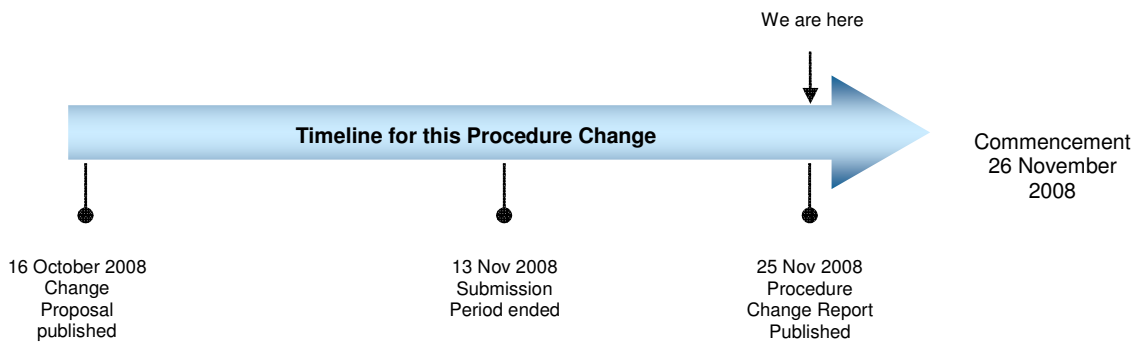 We are here
Timeline for this Procedure Change
Commencement
26 November
2008
16 October 2008
Change
Proposal
published
13 Nov 2008
Submission
Period ended
25 Nov 2008
Procedure
Change Report
Published